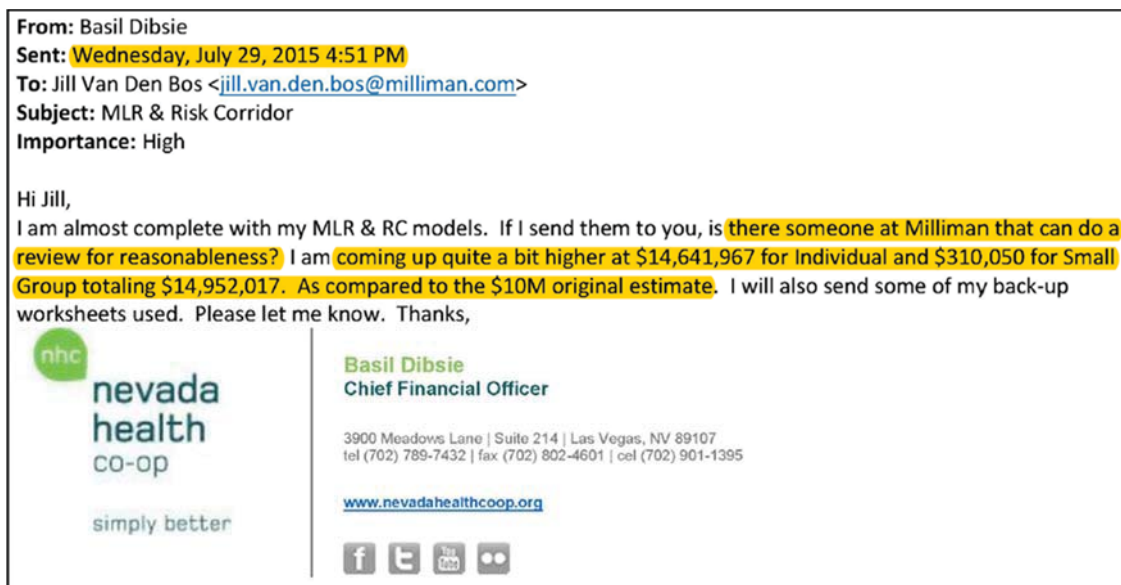 From: Basil Dibsie
Sent: Wednesday, July 29, 2015 4:51 PM
To: Jill Van Den Bos <jill.van.den.bos@milliman.com>
Subject: MLR & Risk Corridor
Importance: High
Hi Jill,
I am almost complete with my MLR & RC models.  If I send them to you, is there someone at Milliman that can do a
review for reasonableness?  I am coming up quite a bit higher at $14,641,967 for Individual and $310,050 for Small
Group totaling $14,952,017.  As compared to the $10M original estimate.  I will also send some of my back-up
worksheets used.  Please let me know.  Thanks,
nhc
nevada
health
co-op
simply better
Basil Dibsie
Chief Financial Officer
3900 Meadows Lane | Suite 214 | Las Vegas, NV 89107
tel (702) 789-7432 | fax (702) 802-4601 | cel (702) 901-1395
www.nevadahealthcoop.org
f t You Tube